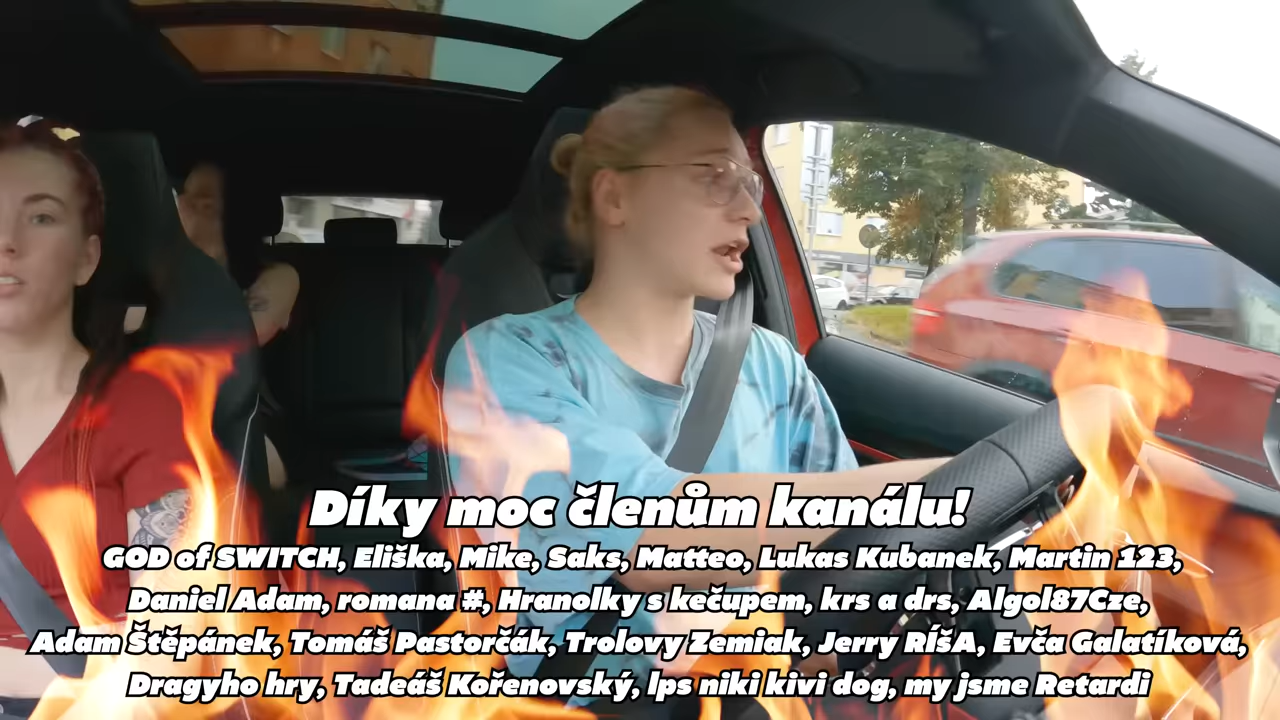 Díky moc členům kanálu!
GOD of SWITCH, Eliška, Mike, Saks, Matteo, Lukas Kubanek, Martin 123,
Daniel Adam, romana #, Hranolky s kečupem, krs a drs, Algol87Cze,
Adam Štěpánek, Tomáš Pastorčák, Trolovy Zemiak, Jerry RÍšA, Evča Galatíková,
Dragyho hry, Tadeáš Kořenovský, lps niki kivi dog, my jsme Retardi